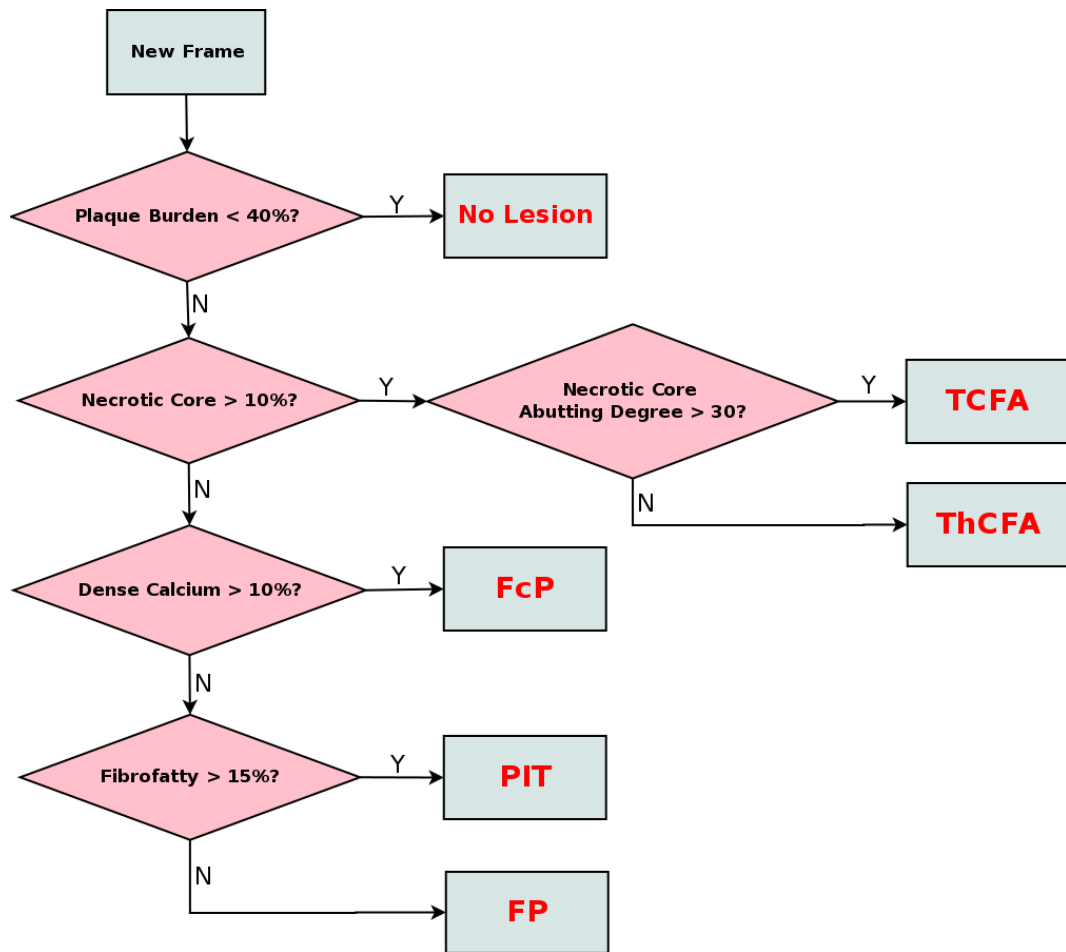 New Frame
Plaque Burden < 40%?
Y
No Lesion
N
Necrotic Core > 10%?
Y
Necrotic Core
Abutting Degree > 30?
Y
TCFA
N
ThCFA
N
Dense Calcium > 10%?
Y
FcP
N
Fibrofatty > 15%?
Y
PIT
N
FP